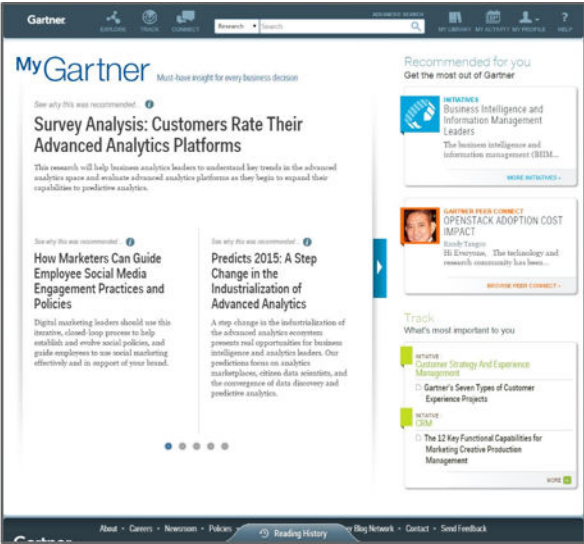 Gartner
EXPLORE
TRACK
CONNECT
Research
Search
ADVANCED SEARCH
MY LIBRARY
MY ACTIVITY
MY PROFILE
?
HELP
MyGartner
Must-have insight for every business decision
See why this was recommended...
Survey Analysis: Customers Rate Their
Advanced Analytics Platforms
This research will help business analytics leaders to understand key trends in the advanced
analytics space and evaluate advanced analytics platforms as they begin to expand their
capabilities to predictive analytics.
See why this was recommended...
How Marketers Can Guide
Employee Social Media
Engagement Practices and
Policies
Digital marketing leaders should use this
iterative, closed-loop process to help
establish and evolve social policies, and
guide employees to use social marketing
effectively and in support of your brand.
See why this was recommended...
Predicts 2015: A Step
Change in the
Industrialization of
Advanced Analytics
A step change in the industrialization of
the advanced analytics ecosystem
presents real opportunities for business
intelligence and analytics leaders. Our
predictions focus on analytics
marketplaces, citizen data scientists, and
the convergence of data discovery and
predictive analytics.
Recommended for you
Get the most out of Gartner
INITIATIVES
Business Intelligence and
Information Management
Leaders
The business intelligence and
information management (BIIM...
MORE INITIATIVES
GARTNER PEER CONNECT
OPENSTACK ADOPTION COST
IMPACT
Randy Tangco
Hi Everyone, The technology and
research community has been...
BROWSE PEER CONNECT
Track
What's most important to you
INITIATIVE :
Customer Strategy And Experience
Management
Gartner's Seven Types of Customer
Experience Projects
INITIATIVE :
CRM
The 12 Key Functional Capabilities for
Marketing Creative Production
Management
MORE
About • Careers • Newsroom • Policies • Reading History er Blog Network • Contact • Send Feedback
Gartner